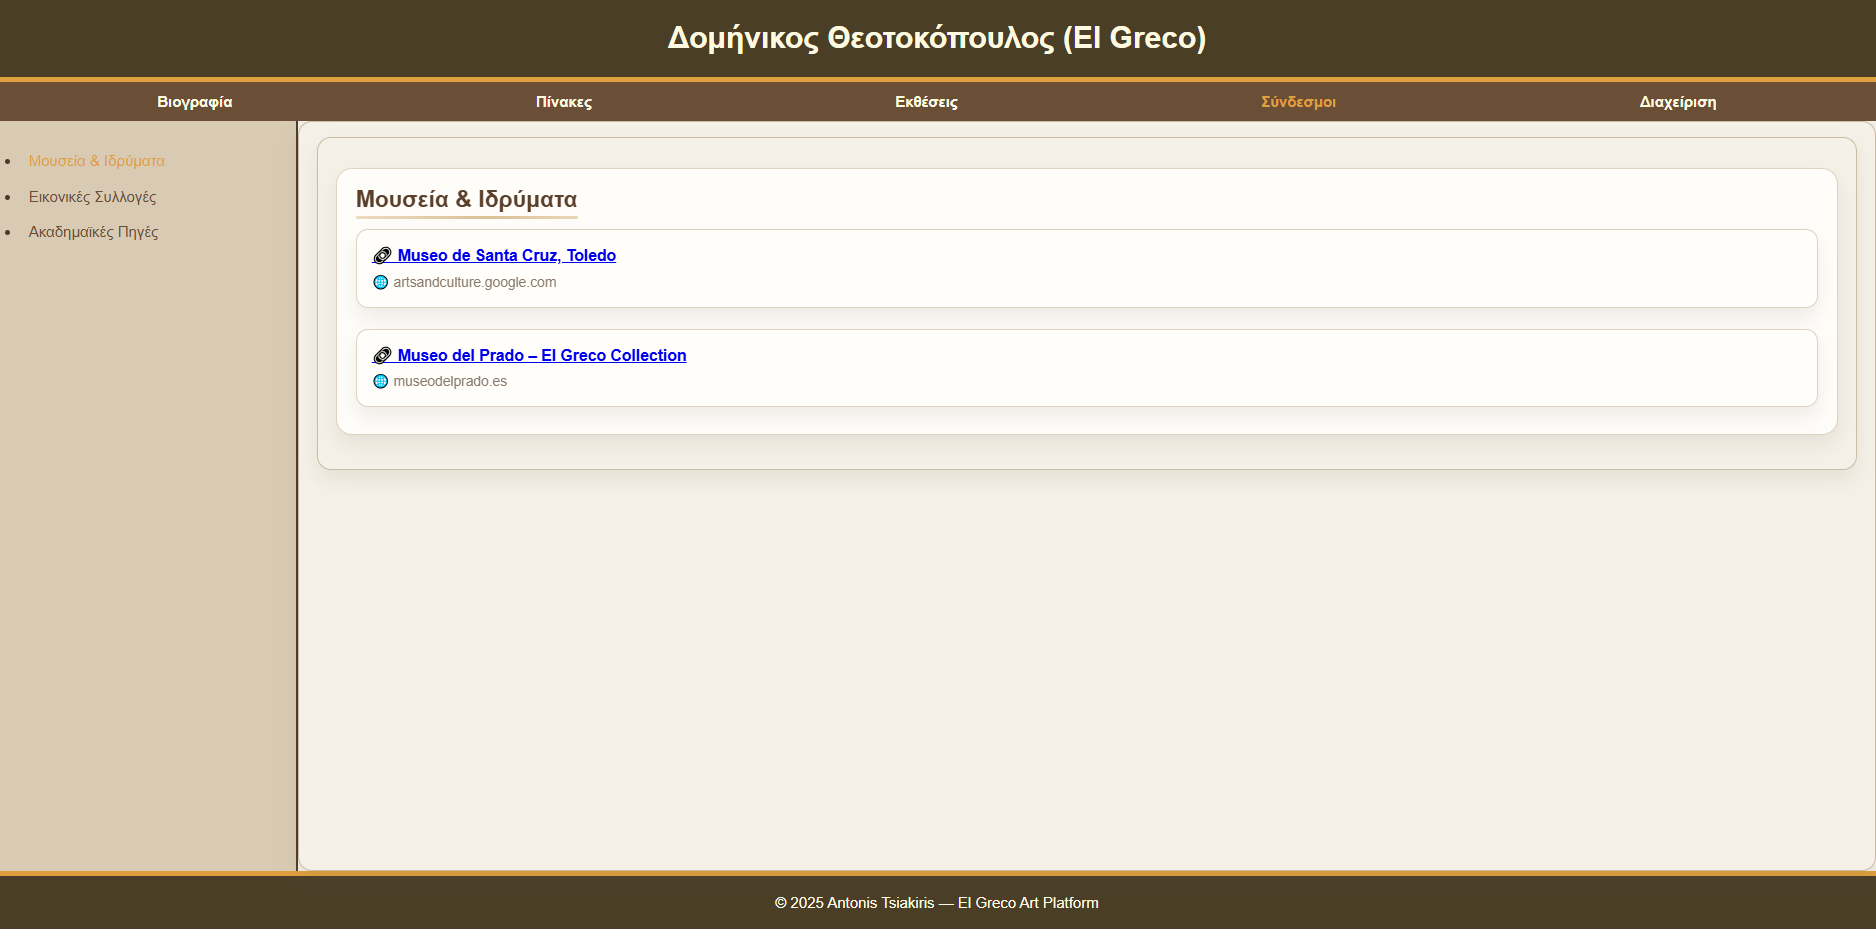 Δομήνικος Θεοτοκόπουλος (El Greco)
Βιογραφία Πίνακες Εκθέσεις Σύνδεσμοι Διαχείριση
Μουσεία & Ιδρύματα
Εικονικές Συλλογές
Ακαδημαϊκές Πηγές
Μουσεία & Ιδρύματα
Museo de Santa Cruz, Toledo
artsandculture.google.com
Museo del Prado – El Greco Collection
museodelprado.es
© 2025 Antonis Tsiakiris — El Greco Art Platform